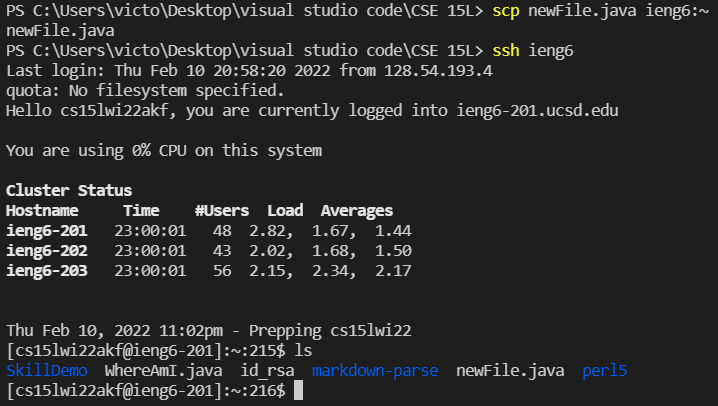 PS C:\Users\victo\Desktop\visual studio code\CSE 15L> scp newFile.java ieng6:~
newFile.java
PS C:\Users\victo\Desktop\visual studio code\CSE 15L> ssh ieng6
Last login: Thu Feb 10 20:58:20 2022 from 128.54.193.4
quota: No filesystem specified.
Hello cs15lwi22akf, you are currently logged into ieng6-201.ucsd.edu
You are using 0% CPU on this system
Cluster Status
Hostname     Time    #Users  Load  Averages
ieng6-201   23:00:01   48  2.82,  1.67,  1.44
ieng6-202   23:00:01   43  2.02,  1.68,  1.50
ieng6-203   23:00:01   56  2.15,  2.34,  2.17
Thu Feb 10, 2022 11:02pm - Prepping cs15lwi22
[cs15lwi22akf@ieng6-201]:~:215$ ls
SkillDemo  WhereAmI.java  id_rsa  markdown-parse  newFile.java  perl5
[cs15lwi22akf@ieng6-201]:~:216$